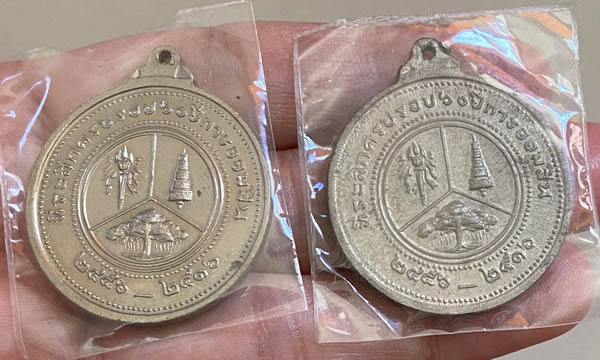 ที่ระลึกครบรอบ๖๐ปีการออมสิน
๒๔๕๖ — ๒๕๑๖
ที่ระลึกครบรอบ๖๐ปีการออมสิน
๒๔๕๖ — ๒๕๑๖